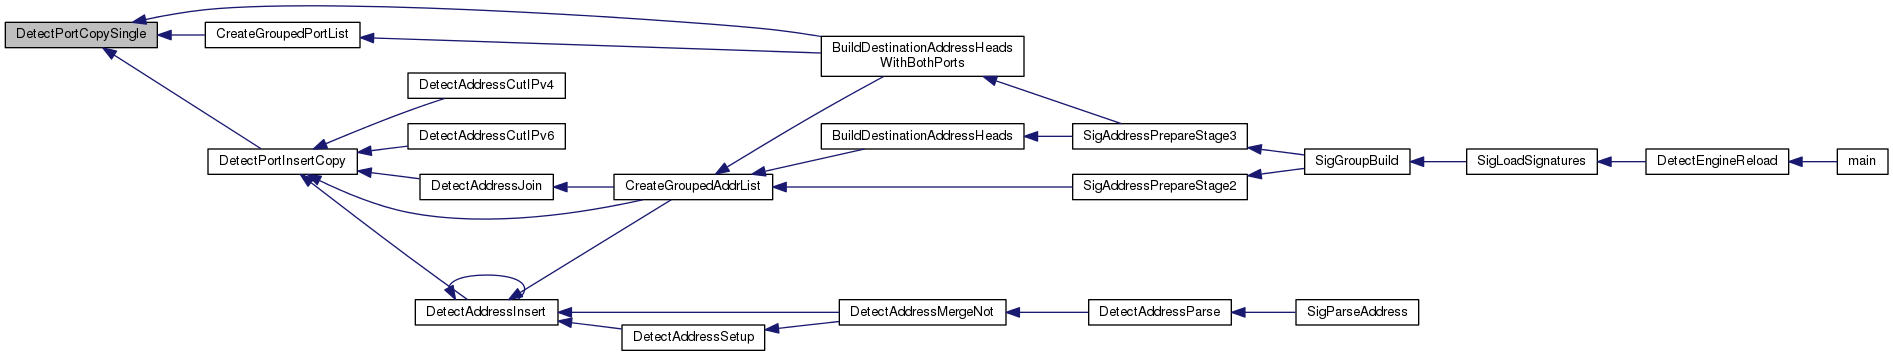 DetectPortCopySingle
CreateGroupedPortList
BuildDestinationAddressHeads
WithBothPorts
DetectAddressCutIPv4
DetectAddressCutIPv6
BuildDestinationAddressHeads
SigAddressPrepareStage3
DetectPortInsertCopy
SigGroupBuild
SigLoadSignatures
DetectEngineReload
main
DetectAddressJoin
CreateGroupedAddrList
SigAddressPrepareStage2
DetectAddressInsert
DetectAddressMergeNot
DetectAddressParse
SigParseAddress
DetectAddressSetup